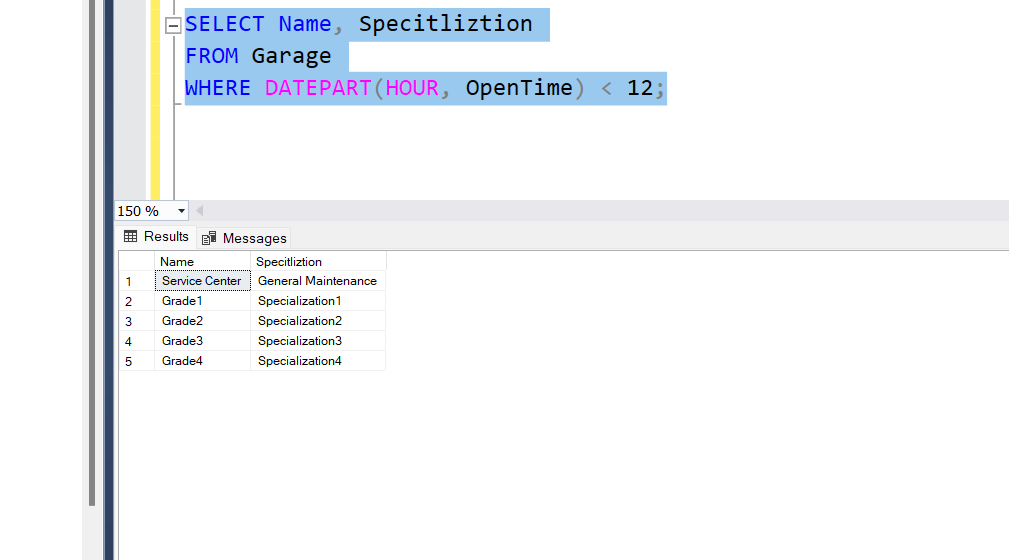 SELECT Name, Specitliztion
FROM Garage
WHERE DATEPART(HOUR, OpenTime) < 12;
150 %
Results Messages
Name Specitliztion
1 Service Center General Maintenance
2 Grade1 Specialization1
3 Grade2 Specialization2
4 Grade3 Specialization3
5 Grade4 Specialization4